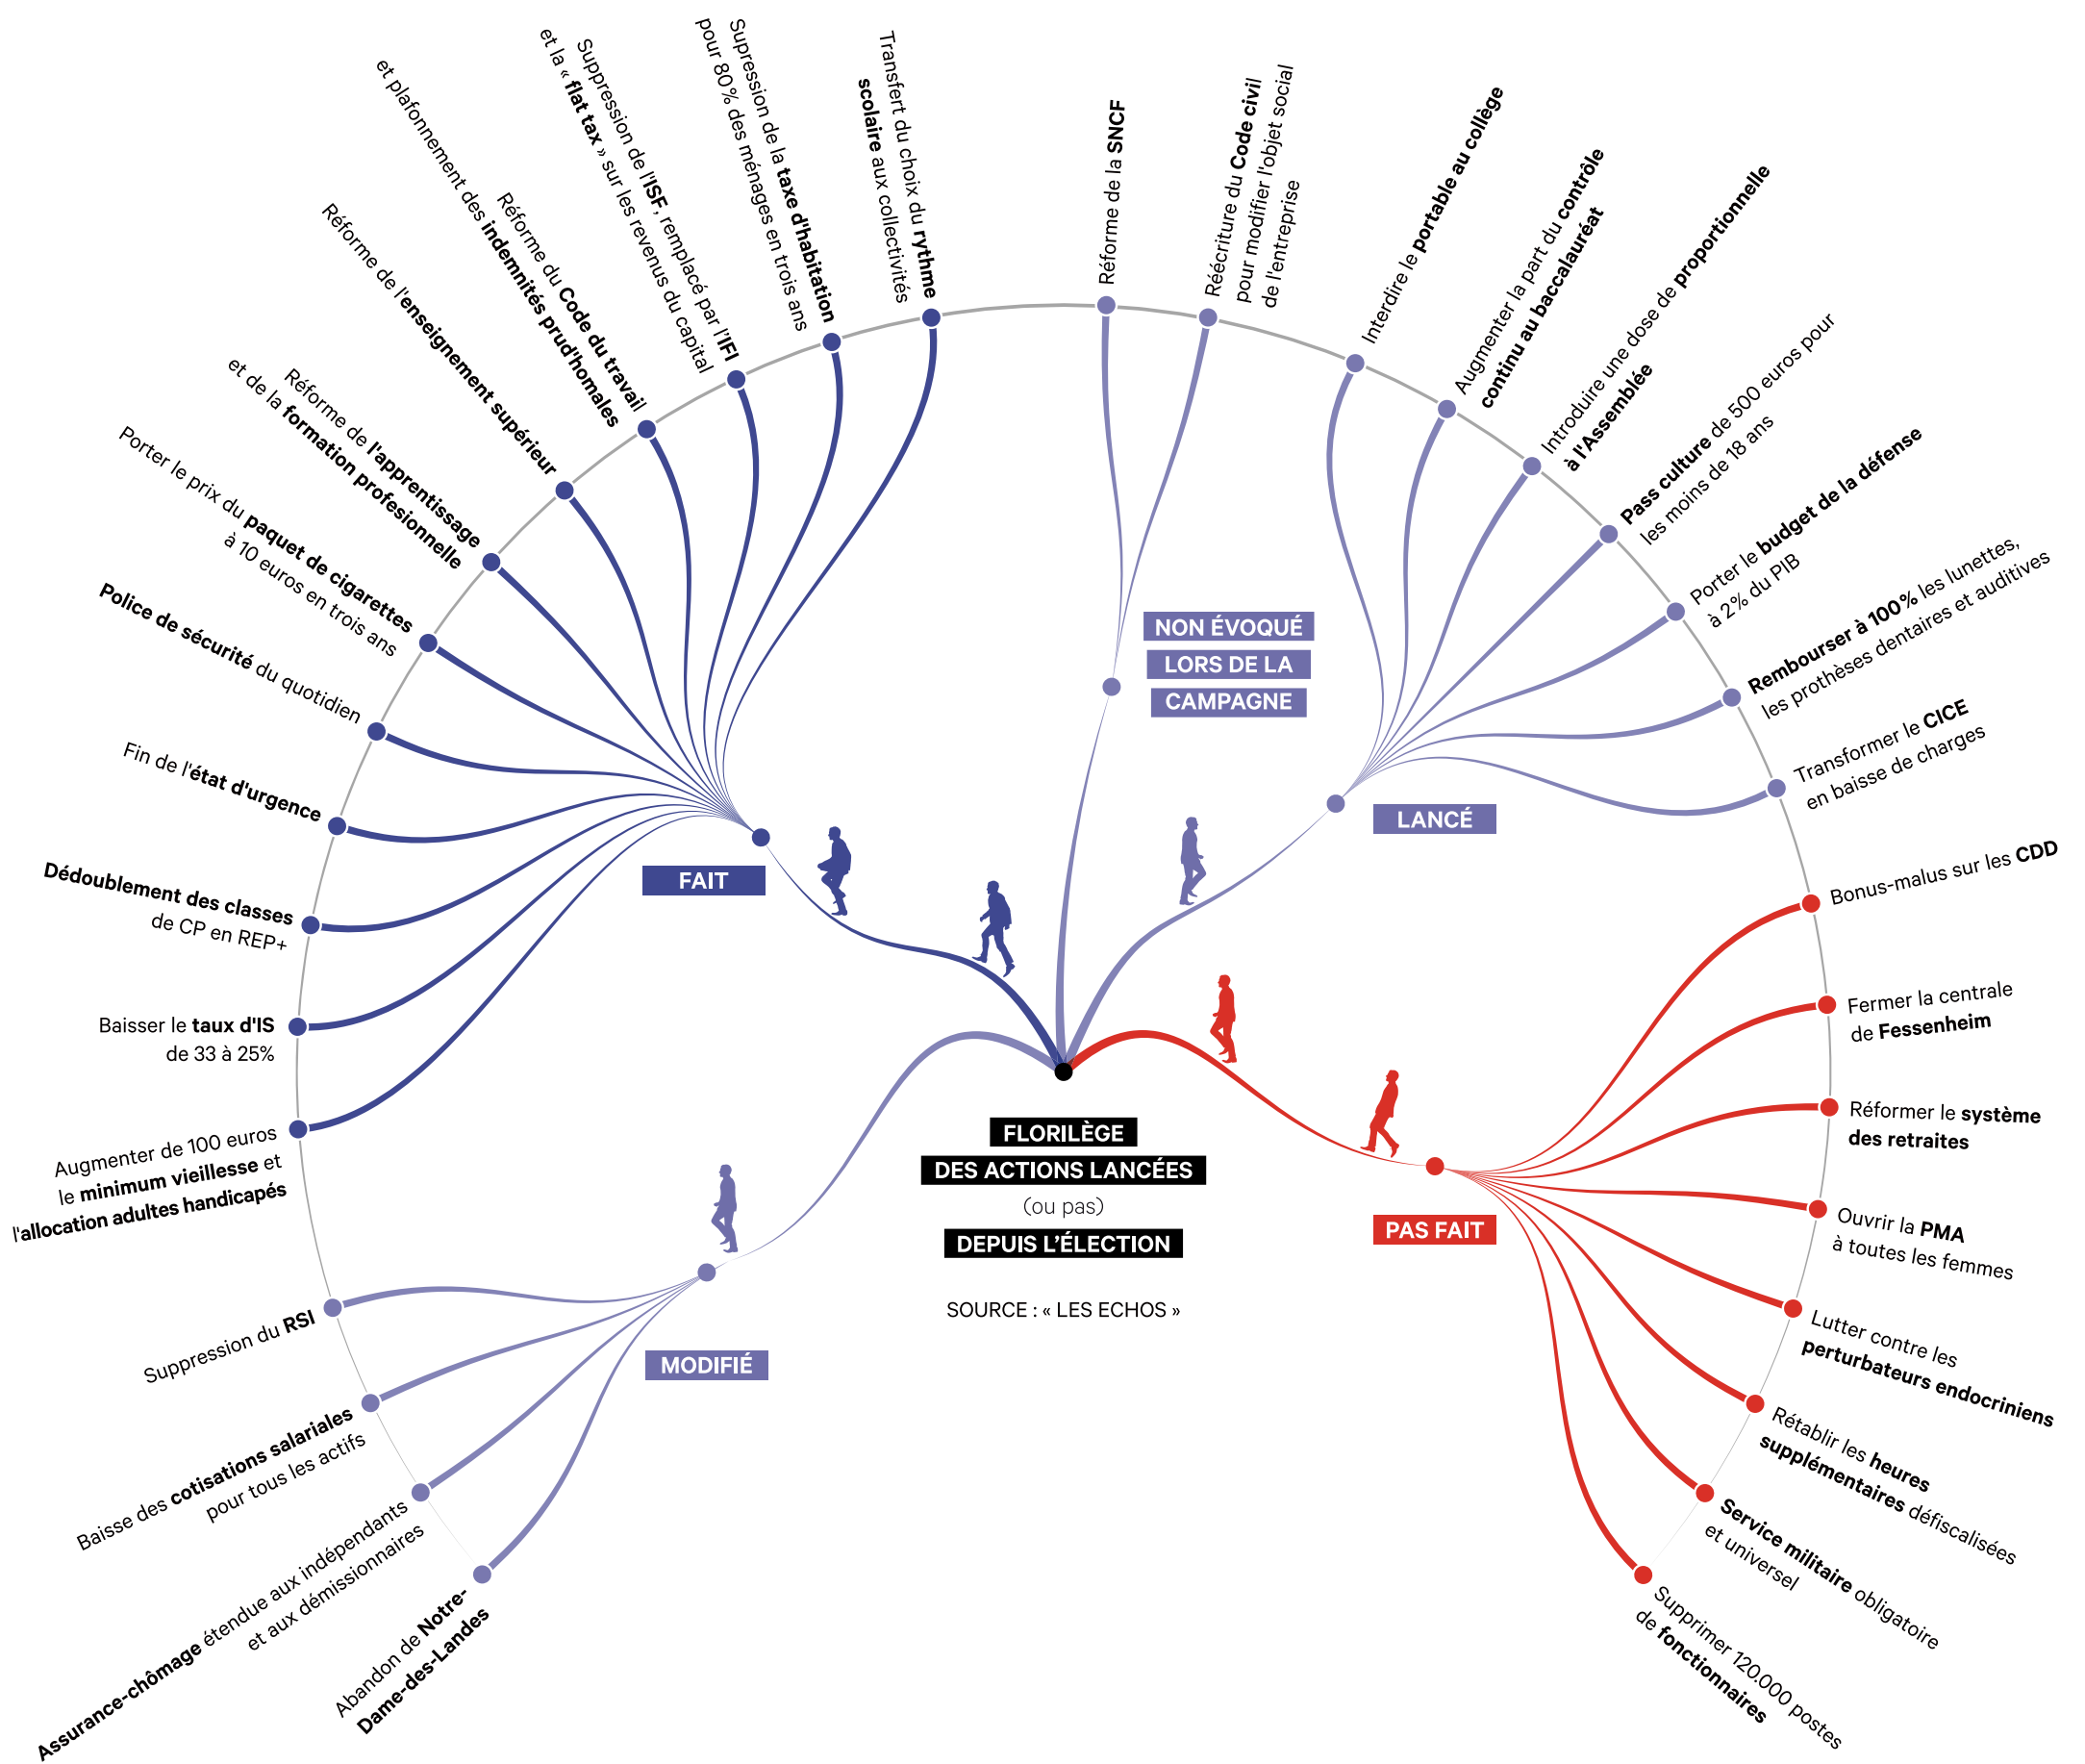 Augmenter de 100 euros
le minimum vieillesse et
l'allocation adultes handicapés
Baisser le taux d'IS
de 33 à 25%
Dédoublement des classes
de CP en REP+
Fin de l'état d'urgence
Police de sécurité du quotidien
Porter le prix du paquet de cigarettes
à 10 euros en trois ans
Réforme de l'apprentissage
et de la formation profesionnelle
Réforme de l'enseignement supérieur
Réforme du Code du travail
et plafonnement des indemnités prud'homales
Suppression de l'ISF, remplacé par l'IFI
et la « flat tax » sur les revenus du capital
Supression de la taxe d'habitation
pour 80% des ménages en trois ans
Transfert du choix du rythme
scolaire aux collectivités
FAIT
Réforme de la SNCF
Réécriture du Code civil
pour modifier l'objet social
de l'entreprise
NON ÉVOQUÉ
LORS DE LA
CAMPAGNE
Interdire le portable au collège
Augmenter la part du contrôle
continu au baccalauréat
Introduire une dose de proportionnelle
à l'Assemblée
Pass culture de 500 euros pour
les moins de 18 ans
Porter le budget de la défense
à 2% du PIB
Rembourser à 100% les lunettes,
les prothèses dentaires et auditives
Transformer le CICE
en baisse de charges
LANCÉ
Bonus-malus sur les CDD
Fermer la centrale
de Fessenheim
Réformer le système
des retraites
Ouvrir la PMA
à toutes les femmes
Lutter contre les
perturbateurs endocriniens
Rétablir les heures
supplémentaires défiscalisées
Service militaire obligatoire
et universel
Supprimer 120.000 postes
de fonctionnaires
PAS FAIT
FLORILÈGE
DES ACTIONS LANCÉES
(ou pas)
DEPUIS L’ÉLECTION
SOURCE : « LES ECHOS »
MODIFIÉ
Suppression du RSI
Baisse des cotisations salariales
pour tous les actifs
Assurance-chômage étendue aux indépendants
et aux démissionnaires
Abandon de Notre-
Dame-des-Landes